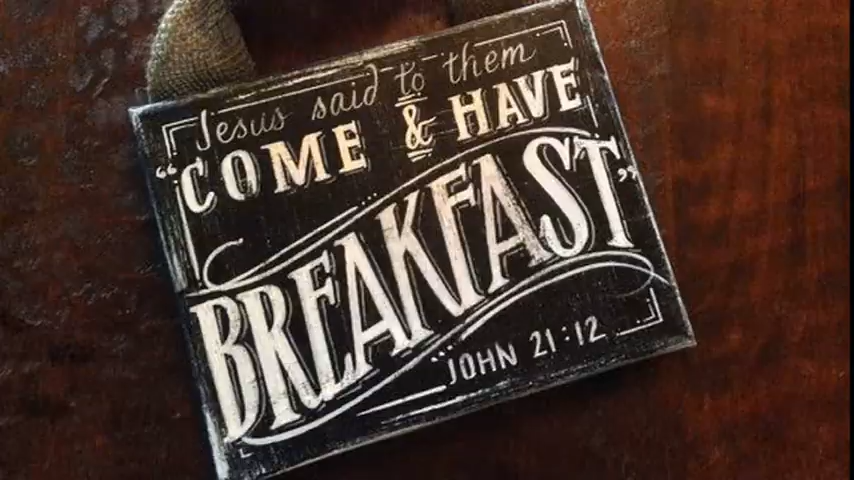 Jesus said to them
"COME & HAVE
BREAKFAST"
JOHN 21:12